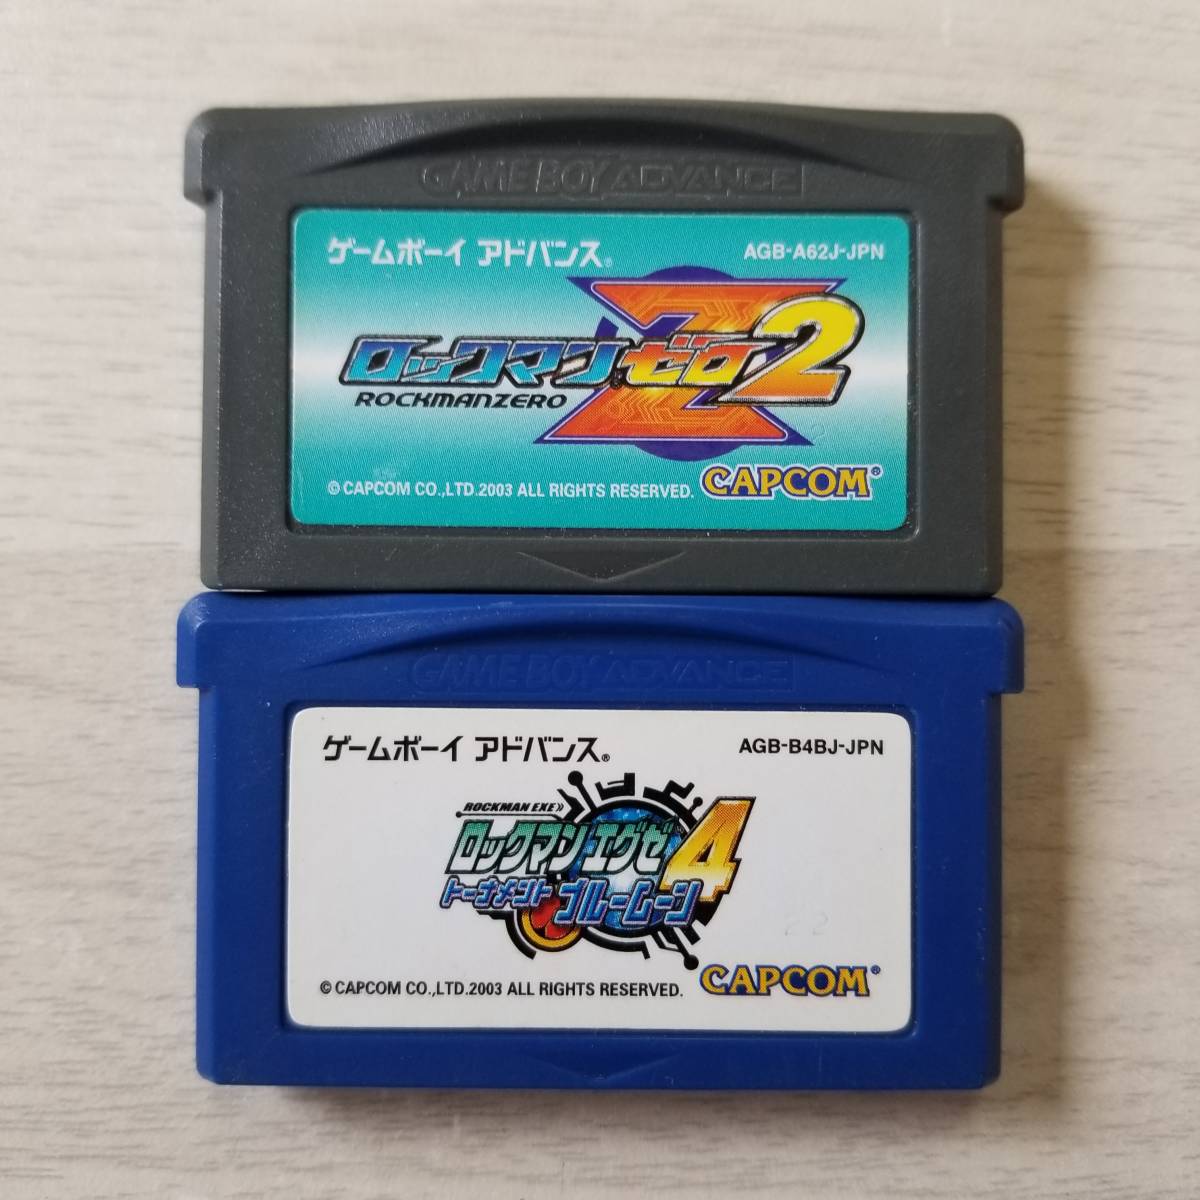 GAME BOY ADVANCE
ゲームボーイ アドバンス® AGB-A62J-JPN
ロックマン ゼロ2
ROCKMANZERO
© CAPCOM CO.,LTD.2003 ALL RIGHTS RESERVED. CAPCOM®
GAME BOY ADVANCE
ゲームボーイ アドバンス® AGB-B4BJ-JPN
ROCKMAN EXE
ロックマン エグゼ 4
トーナメント ブルームーン
© CAPCOM CO.,LTD.2003 ALL RIGHTS RESERVED. CAPCOM®